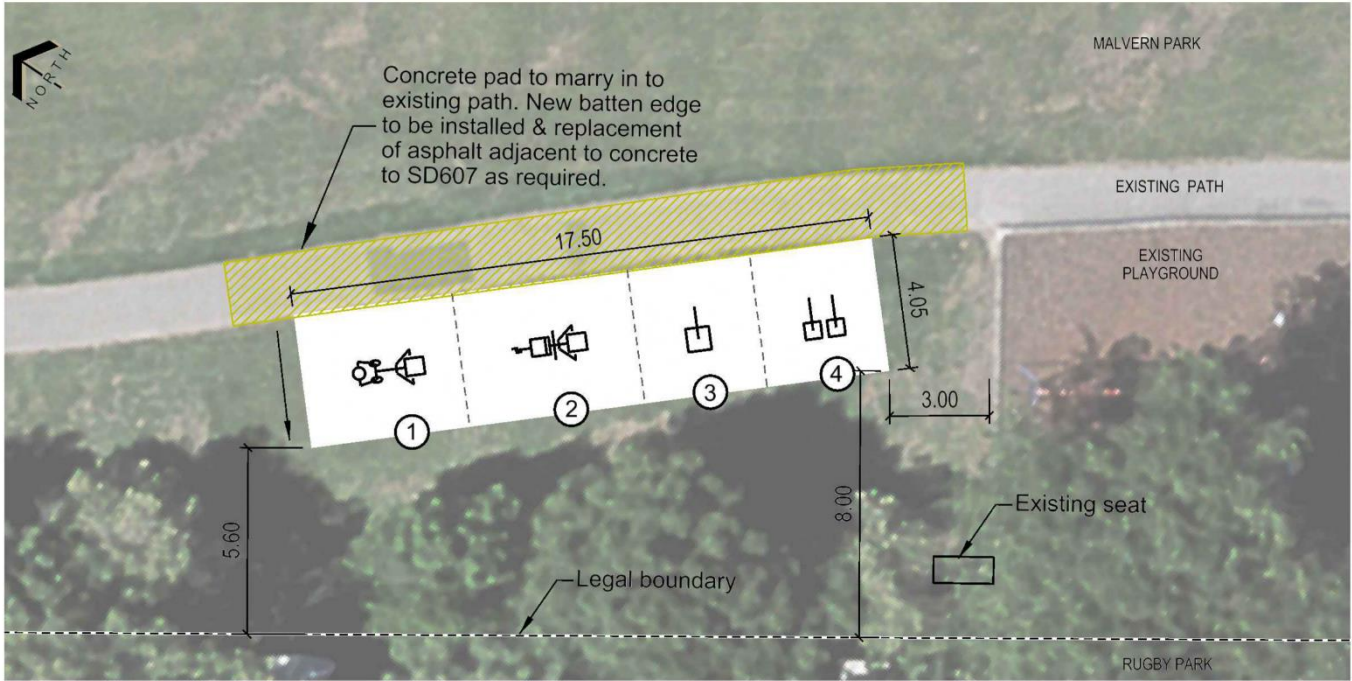 MALVERN PARK
NORTH
Concrete pad to marry in to
existing path. New batten edge
to be installed & replacement
of asphalt adjacent to concrete
to SD607 as required.
EXISTING PATH
17.50
EXISTING
PLAYGROUND
4.05
1
2
3
4
3.00
5.60
8.00
Existing seat
Legal boundary
RUGBY PARK